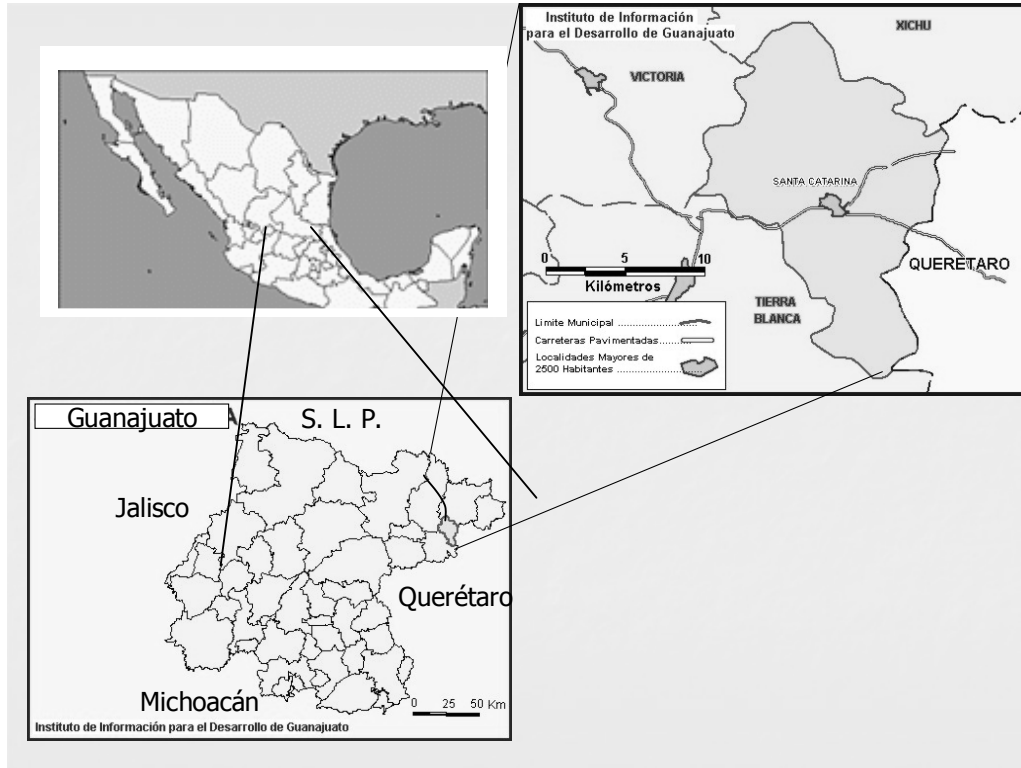 Instituto de Información
para el Desarrollo de Guanajuato
XICHU
VICTORIA
SANTA CATARINA
QUERETARO
0 5 10
Kilómetros
TIERRA
BLANCA
Limite Municipal
Carreteras Pavimentadas
Localidades Mayores de
2500 Habitantes
Guanajuato
S. L. P.
Jalisco
Querétaro
Michoacán
0 25 50 Km
Instituto de Información para el Desarrollo de Guanajuato